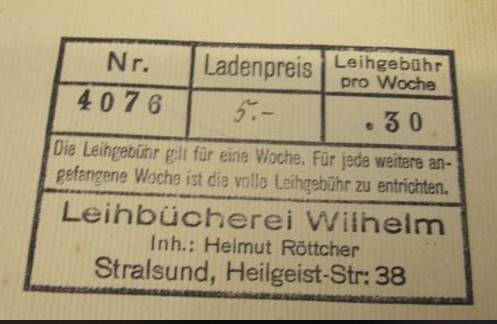 Nr. Ladenpreis Leihgebühr
pro Woche
4076 5.- .30
Die Leihgebühr gilt für eine Woche. Für jede weitere an-
gefangene Woche ist die volle Leihgebühr zu entrichten.
Leihbücherei Wilhelm
Inh.: Helmut Röttcher
Stralsund, Heilgeist-Str: 38